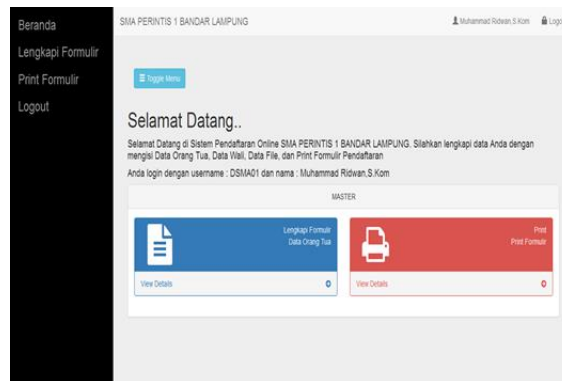 Beranda
Lengkapi Formulir
Print Formulir
Logout
SMA PERINTIS 1 BANDAR LAMPUNG
Muhammad Ridwan,S.Kom
Logo
Toggle Menu
Selamat Datang..
Selamat Datang di Sistem Pendaftaran Online SMA PERINTIS 1 BANDAR LAMPUNG. Silahkan lengkapi data Anda dengan
mengisi Data Orang Tua, Data Wali, Data File, dan Print Formulir Pendaftaran
Anda login dengan username : DSMA01 dan nama : Muhammad Ridwan,S.Kom
MASTER
Lengkapi Formulir
Data Orang Tua
View Details
Print
Print Formulir
View Details